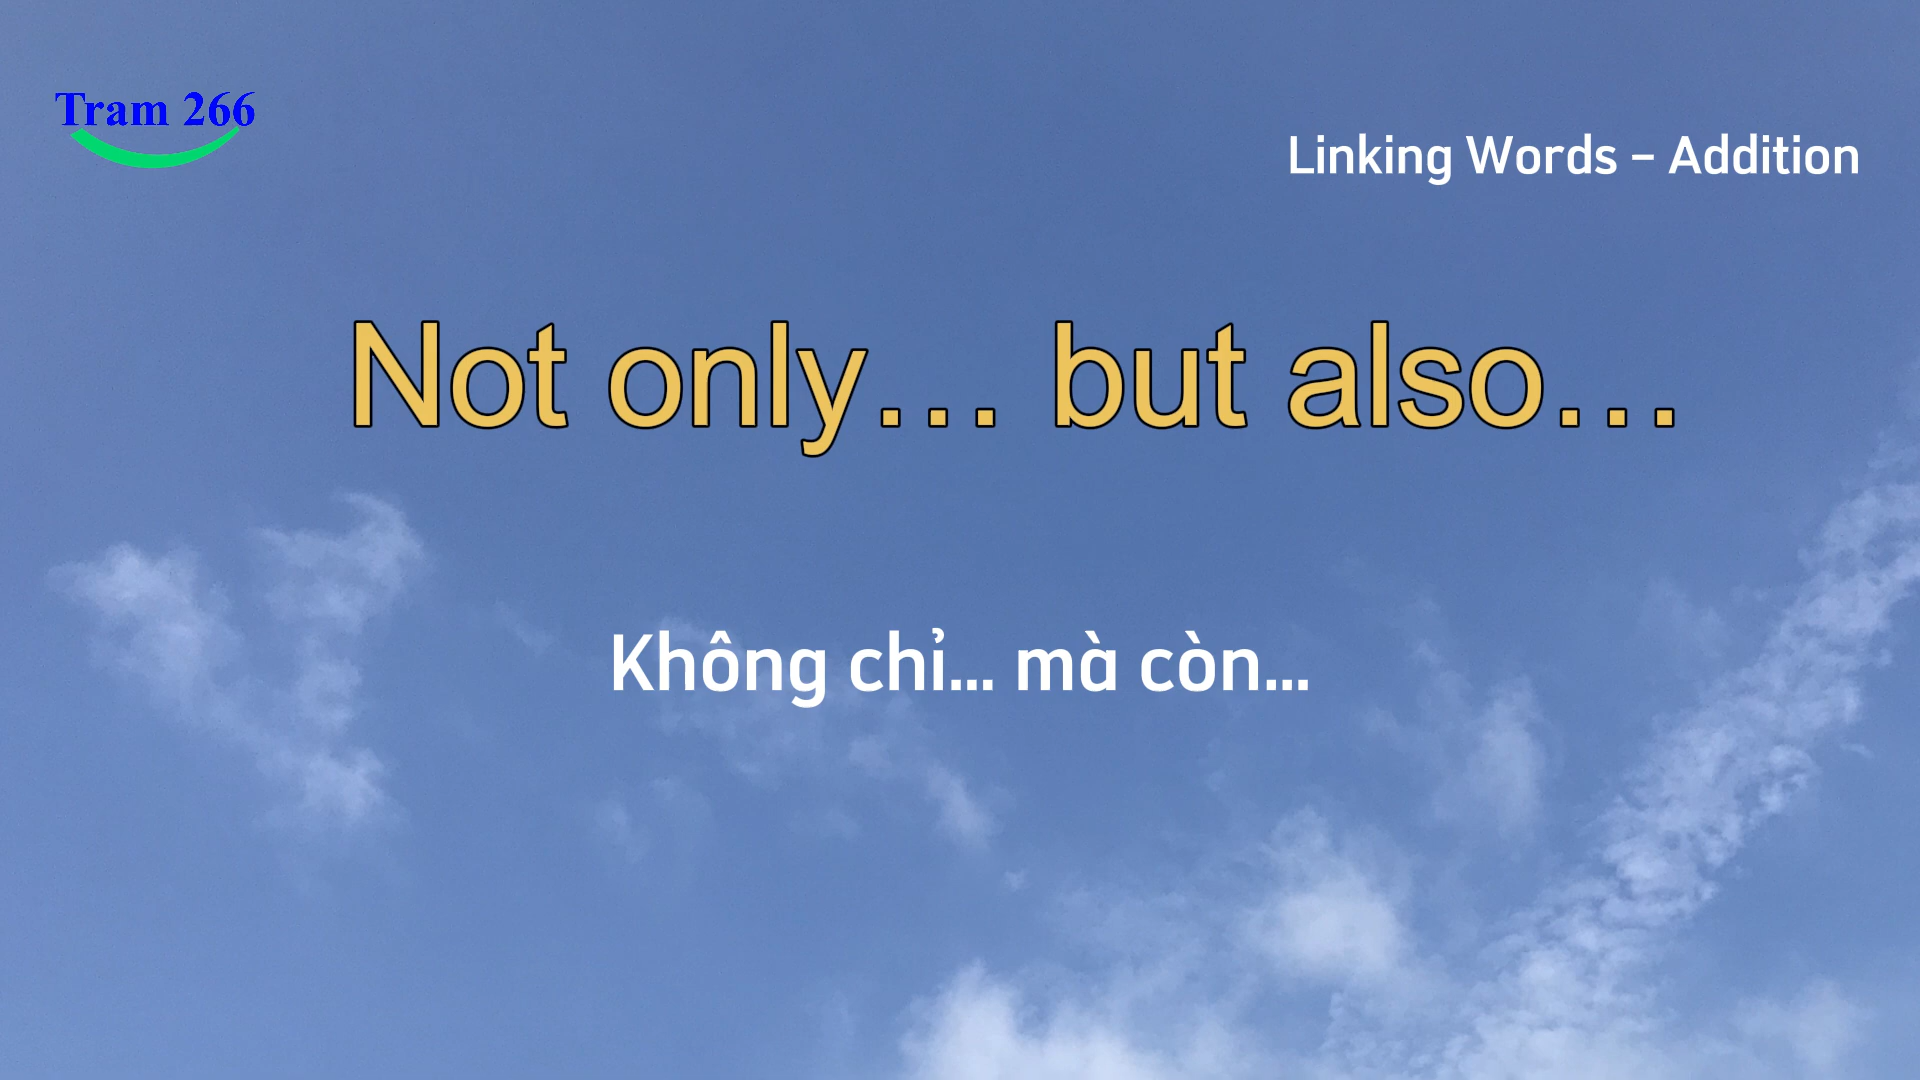 Tram 266
Linking Words – Addition
Not only… but also…
Không chỉ... mà còn...